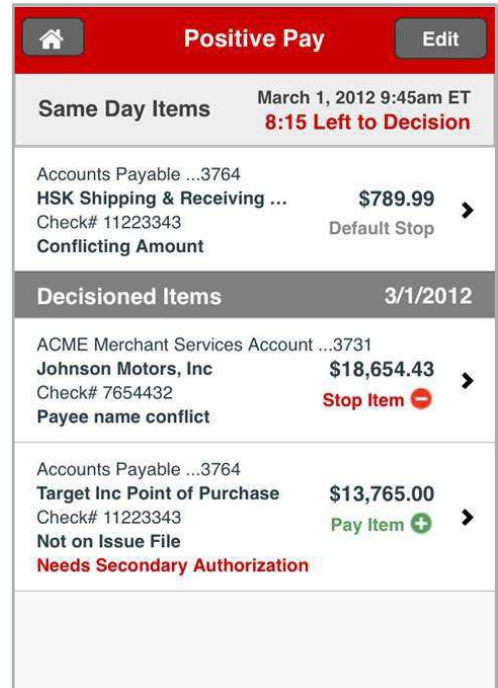 Positive Pay
Edit
Same Day Items
March 1, 2012 9:45am ET
8:15 Left to Decision
Accounts Payable ...3764
HSK Shipping & Receiving ...
$789.99
Check# 11223343
Default Stop
Conflicting Amount
Decisioned Items
3/1/2012
ACME Merchant Services Account ...3731
Johnson Motors, Inc
$18,654.43
Check# 7654432
Stop Item
Payee name conflict
Accounts Payable ...3764
Target Inc Point of Purchase
$13,765.00
Check# 11223343
Pay Item
Not on Issue File
Needs Secondary Authorization